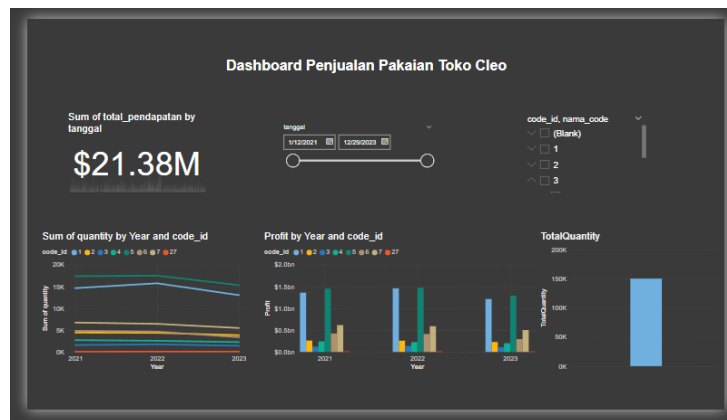 Dashboard Penjualan Pakaian Toko Cleo
Sum of total_pendapatan by
tanggal
$21.38M
tanggal
1/12/2021
12/29/2023
code_id, nama_code
(Blank)
1
2
3
Sum of quantity by Year and code_id
code_id 1 2 3 4 5 6 7 27
20K
15K
10K
5K
0K
Sum of quantity
2021 2022 2023
Year
Profit by Year and code_id
code_id 1 2 3 4 5 6 7 27
$2.0bn
$1.5bn
$1.0bn
$0.5bn
$0.0bn
Profit
2021 2022 2023
Year
TotalQuantity
200K
150K
100K
50K
0K
TotalQuantity